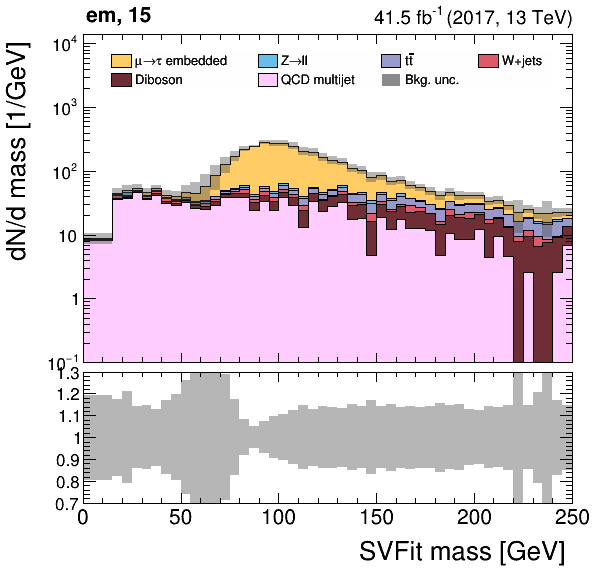 em, 15
41.5 fb⁻¹ (2017, 13 TeV)
dN/d mass [1/GeV]
10⁴
10³
10²
10
1
10⁻¹
μ→τ embedded
Z→ll
tt̄
W+jets
Diboson
QCD multijet
Bkg. unc.
1.3
1.2
1.1
1
0.9
0.8
0.7
0
50
100
150
200
250
SVFit mass [GeV]